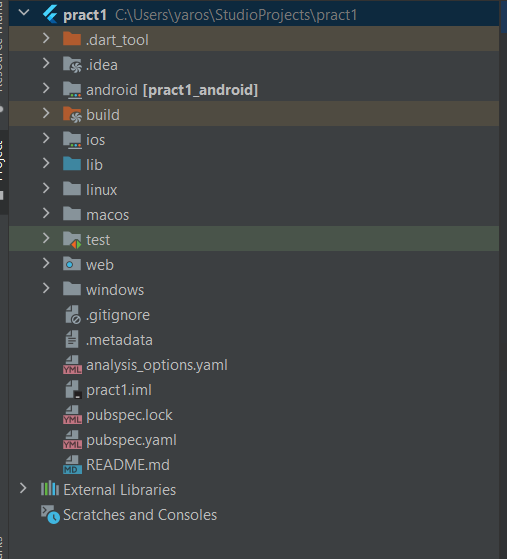 pract1 C:\Users\yaros\StudioProjects\pract1
.dart_tool
.idea
android [pract1_android]
build
ios
lib
linux
macos
test
web
windows
.gitignore
.metadata
analysis_options.yaml
pract1.iml
pubspec.lock
pubspec.yaml
README.md
External Libraries
Scratches and Consoles
Project